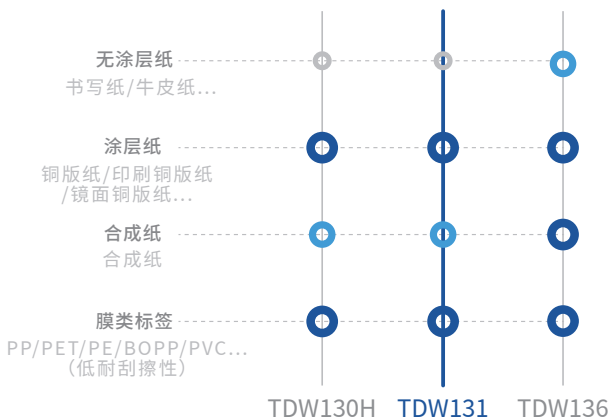 无涂层纸
书写纸/牛皮纸...
涂层纸
铜版纸/印刷铜版纸
/镜面铜版纸...
合成纸
合成纸
膜类标签
PP/PET/PE/BOPP/PVC...
（低耐刮擦性）
TDW130H TDW131 TDW136